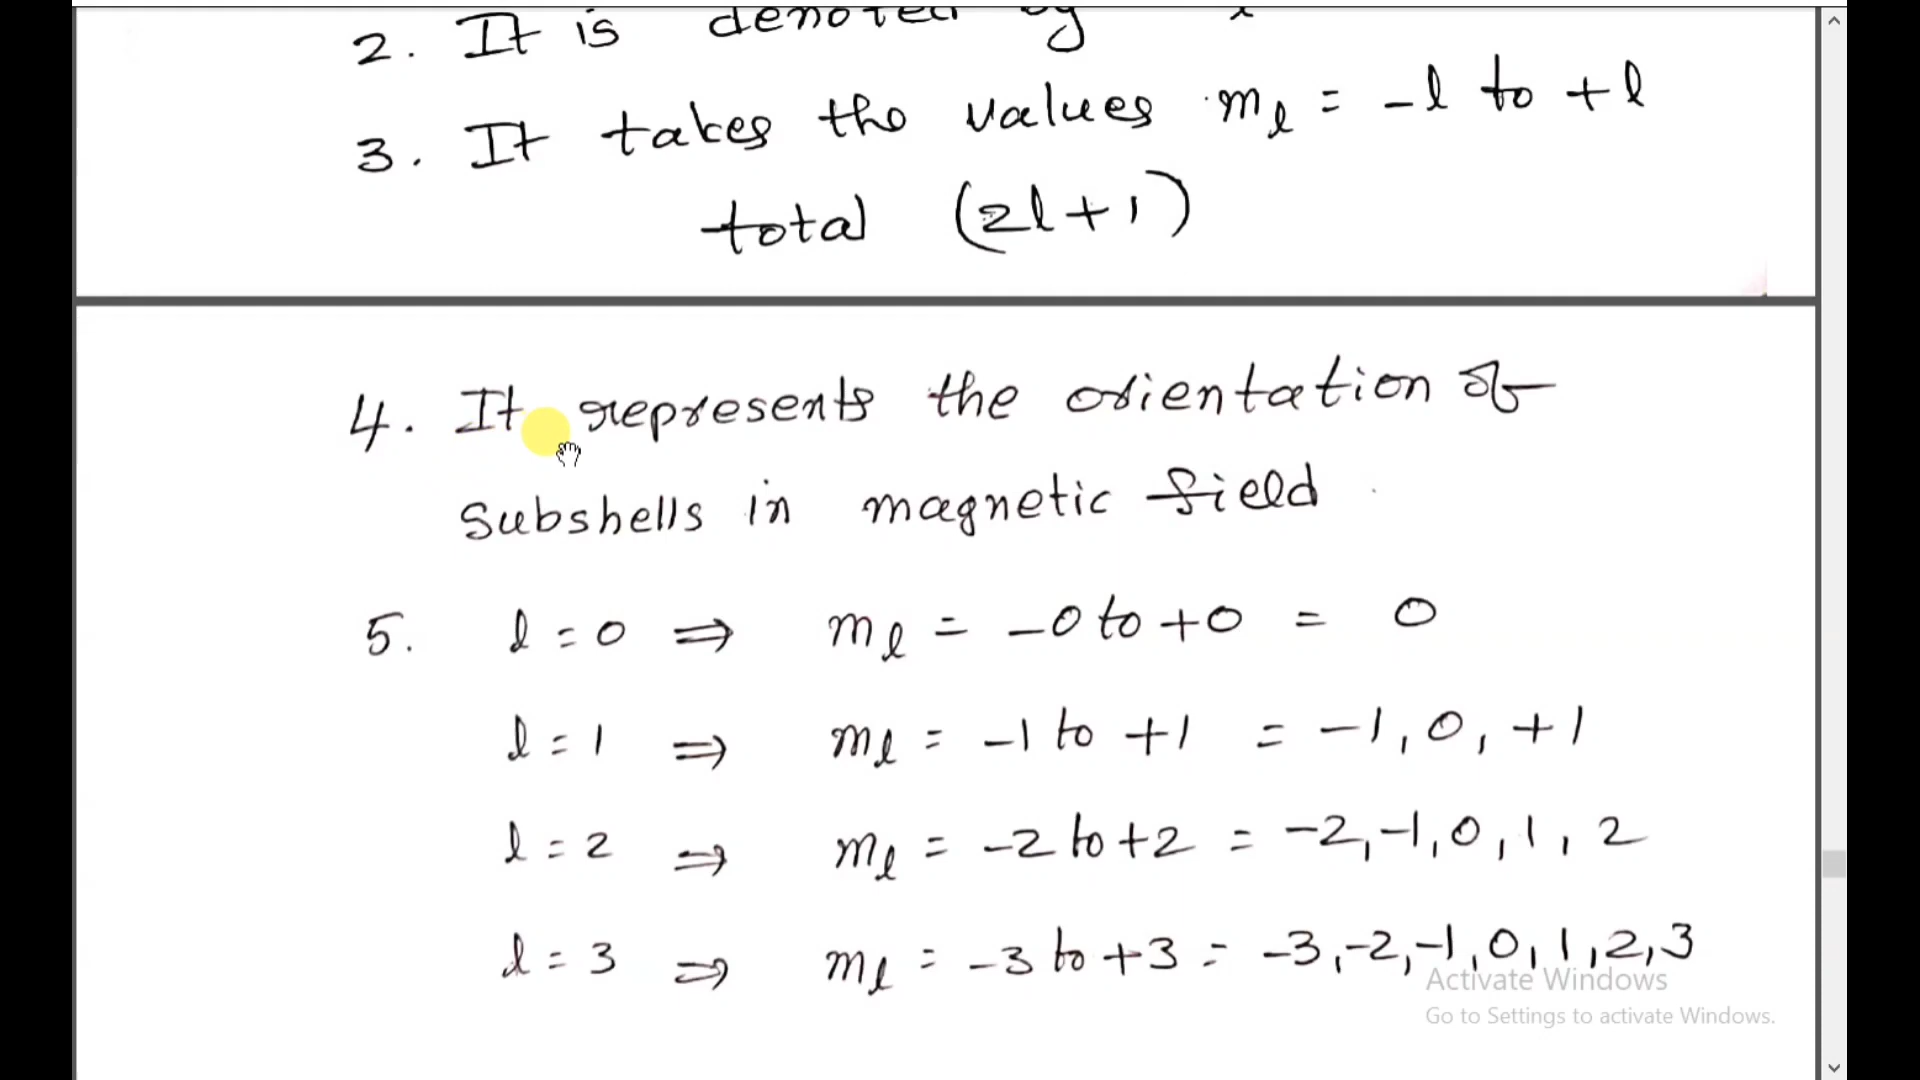 2. It is denoted by
3. It takes the values mₗ = -l to +l
total (2l+1)
4. It represents the orientation of
Subshells in magnetic field
5. l = 0 ⇒ mₗ = -0 to +0 = 0
l = 1 ⇒ mₗ = -1 to +1 = -1, 0, +1
l = 2 ⇒ mₗ = -2 to +2 = -2, -1, 0, 1, 2
l = 3 ⇒ mₗ = -3 to +3 = -3, -2, -1, 0, 1, 2, 3
Activate Windows
Go to Settings to activate Windows.